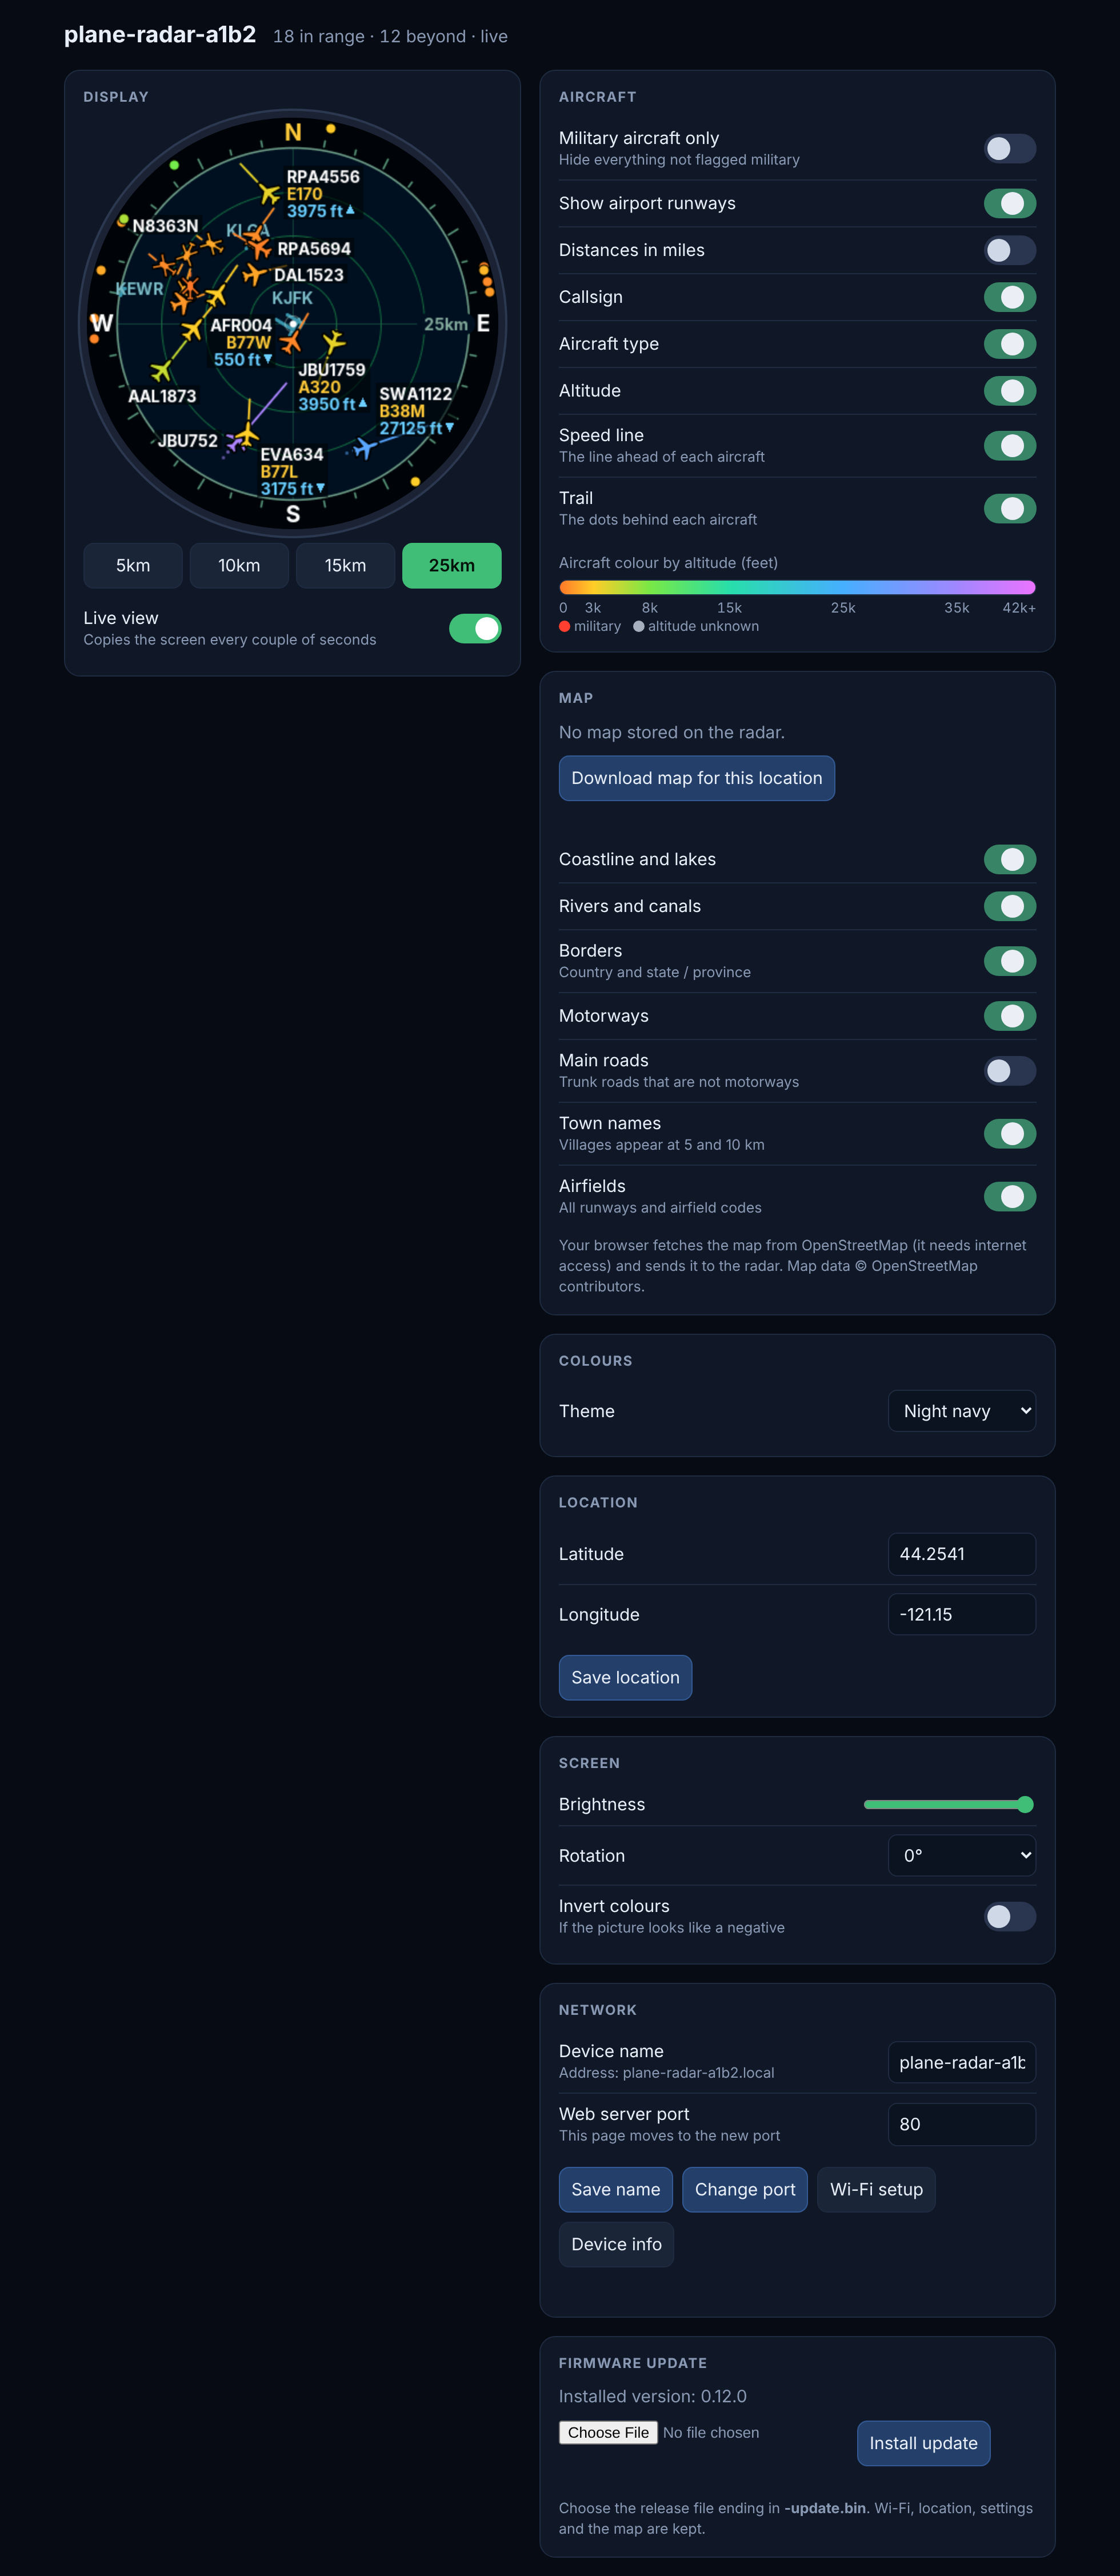 plane-radar-a1b2 18 in range · 12 beyond · live
DISPLAY
N
RPA4556
E170
3975 ft▲
N8363N
KLGA
RPA5694
DAL1523
KEWR
KJFK
W
25km
E
AFR004
B77W
550 ft▼
JBU1759
A320
3950 ft▲
AAL1873
SWA1122
B38M
27125 ft▼
JBU752
EVA634
B77L
3175 ft▼
S
5km 10km 15km 25km
Live view
Copies the screen every couple of seconds
AIRCRAFT
Military aircraft only
Hide everything not flagged military
Show airport runways
Distances in miles
Callsign
Aircraft type
Altitude
Speed line
The line ahead of each aircraft
Trail
The dots behind each aircraft
Aircraft colour by altitude (feet)
0 3k 8k 15k 25k 35k 42k+
military altitude unknown
MAP
No map stored on the radar.
Download map for this location
Coastline and lakes
Rivers and canals
Borders
Country and state / province
Motorways
Main roads
Trunk roads that are not motorways
Town names
Villages appear at 5 and 10 km
Airfields
All runways and airfield codes
Your browser fetches the map from OpenStreetMap (it needs internet
access) and sends it to the radar. Map data © OpenStreetMap
contributors.
COLOURS
Theme Night navy
LOCATION
Latitude 44.2541
Longitude -121.15
Save location
SCREEN
Brightness
Rotation 0°
Invert colours
If the picture looks like a negative
NETWORK
Device name plane-radar-a1b
Address: plane-radar-a1b2.local
Web server port 80
This page moves to the new port
Save name Change port Wi-Fi setup
Device info
FIRMWARE UPDATE
Installed version: 0.12.0
Choose File No file chosen Install update
Choose the release file ending in -update.bin. Wi-Fi, location, settings
and the map are kept.